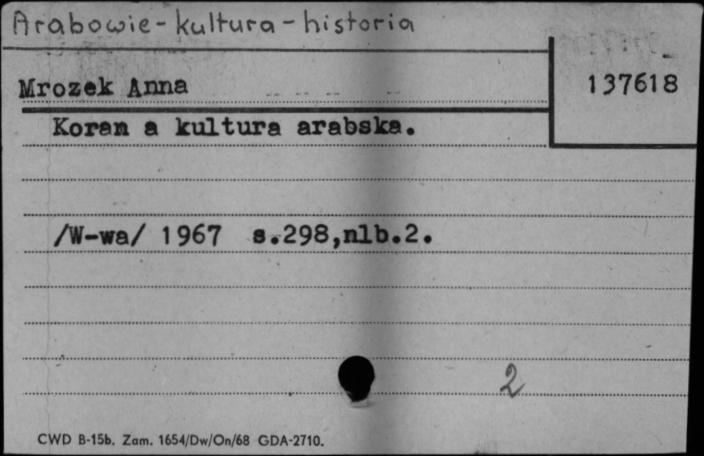 Arabowie - kultura - historia
Mrozek Anna
137618
Koran a kultura arabska.
/W-wa/ 1967 s.298,nlb.2.
2
CWD B-15b. Zam. 1654/Dw/On/68 GDA-2710.